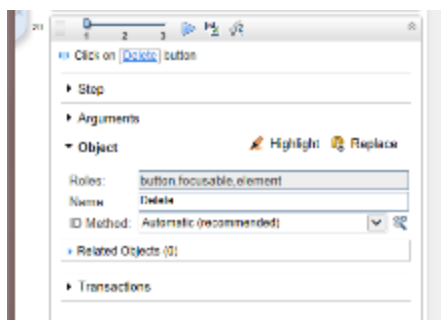 1 2 3
Click on [Delete] button
Step
Arguments
Object Highlight Replace
Roles: button,focusable,element
Name Delete
ID Method: Automatic (recommended)
Related Objects (0)
Transactions